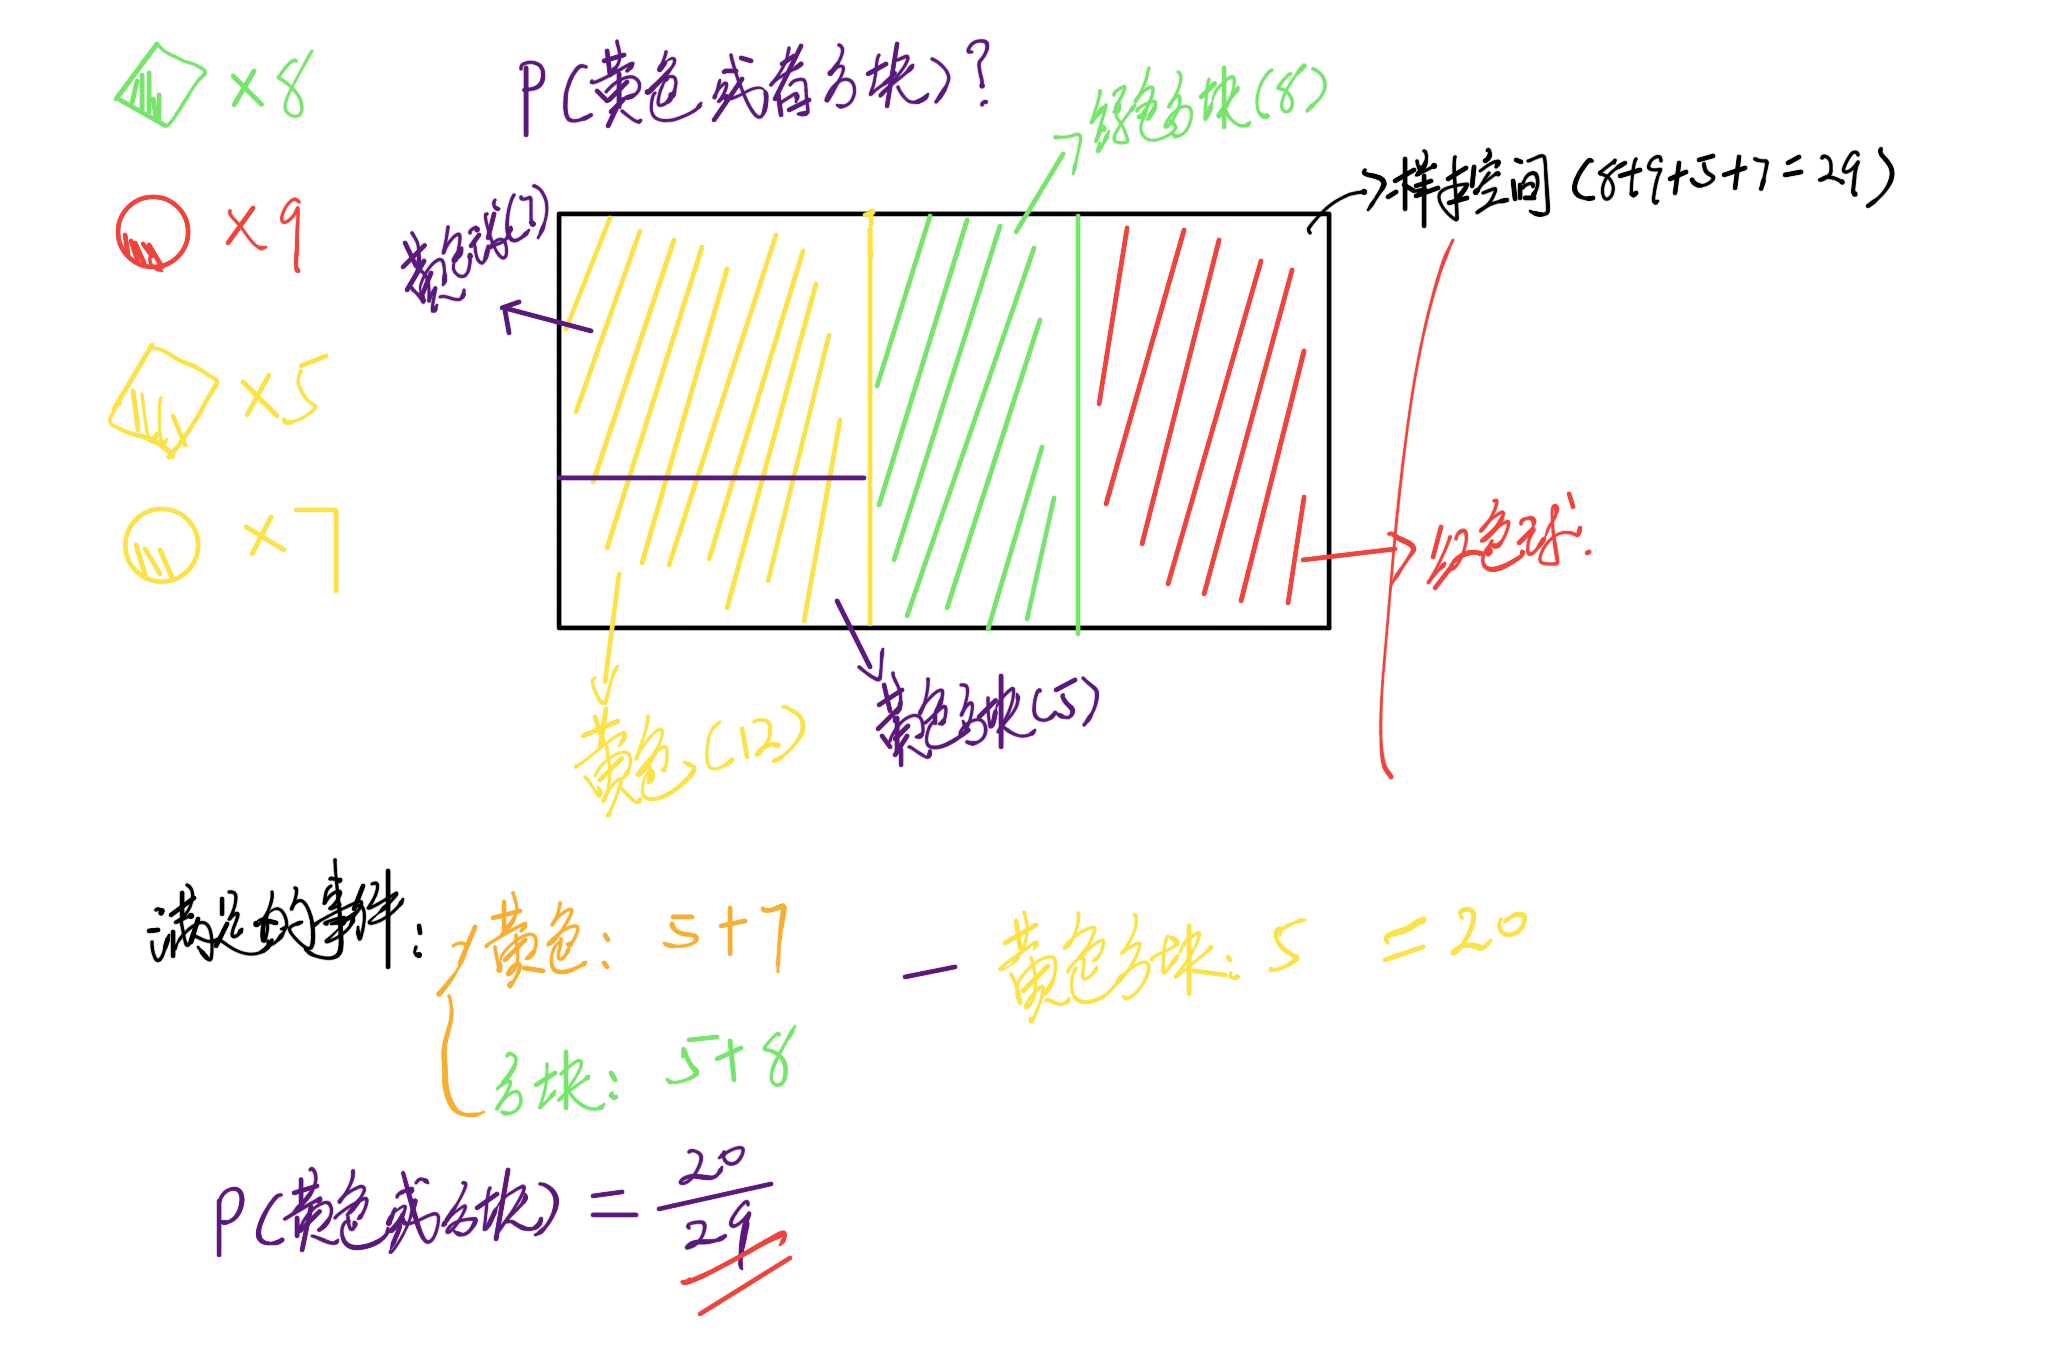 ×8
P(黄色或者方块)?
绿色方块(8)
×9
黄色球(7)
样本空间(8+9+5+7=29)
×5
×7
红色球.
黄色(12)
黄色方块(5)
满足的事件: 黄色: 5+7 — 黄色方块: 5 =20
方块: 5+8
P(黄色或方块) = 20/29